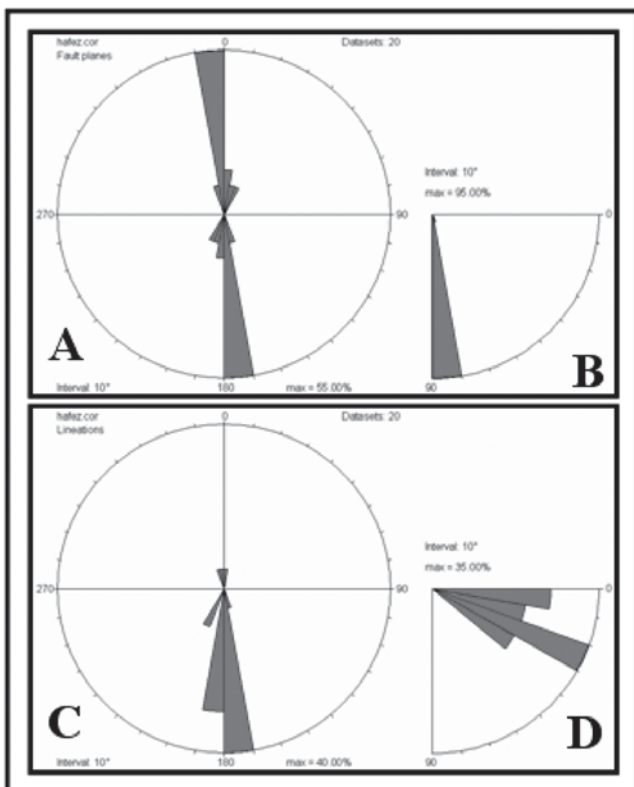 hafez.cor
Fault planes
0
Datasets: 20
Interval: 10°
max = 95.00%
270
90
0
A
B
Interval: 10°
180
max = 55.00%
90
hafez.cor
Lineations
0
Datasets: 20
Interval: 10°
max = 35.00%
270
90
0
C
D
Interval: 10°
180
max = 40.00%
90